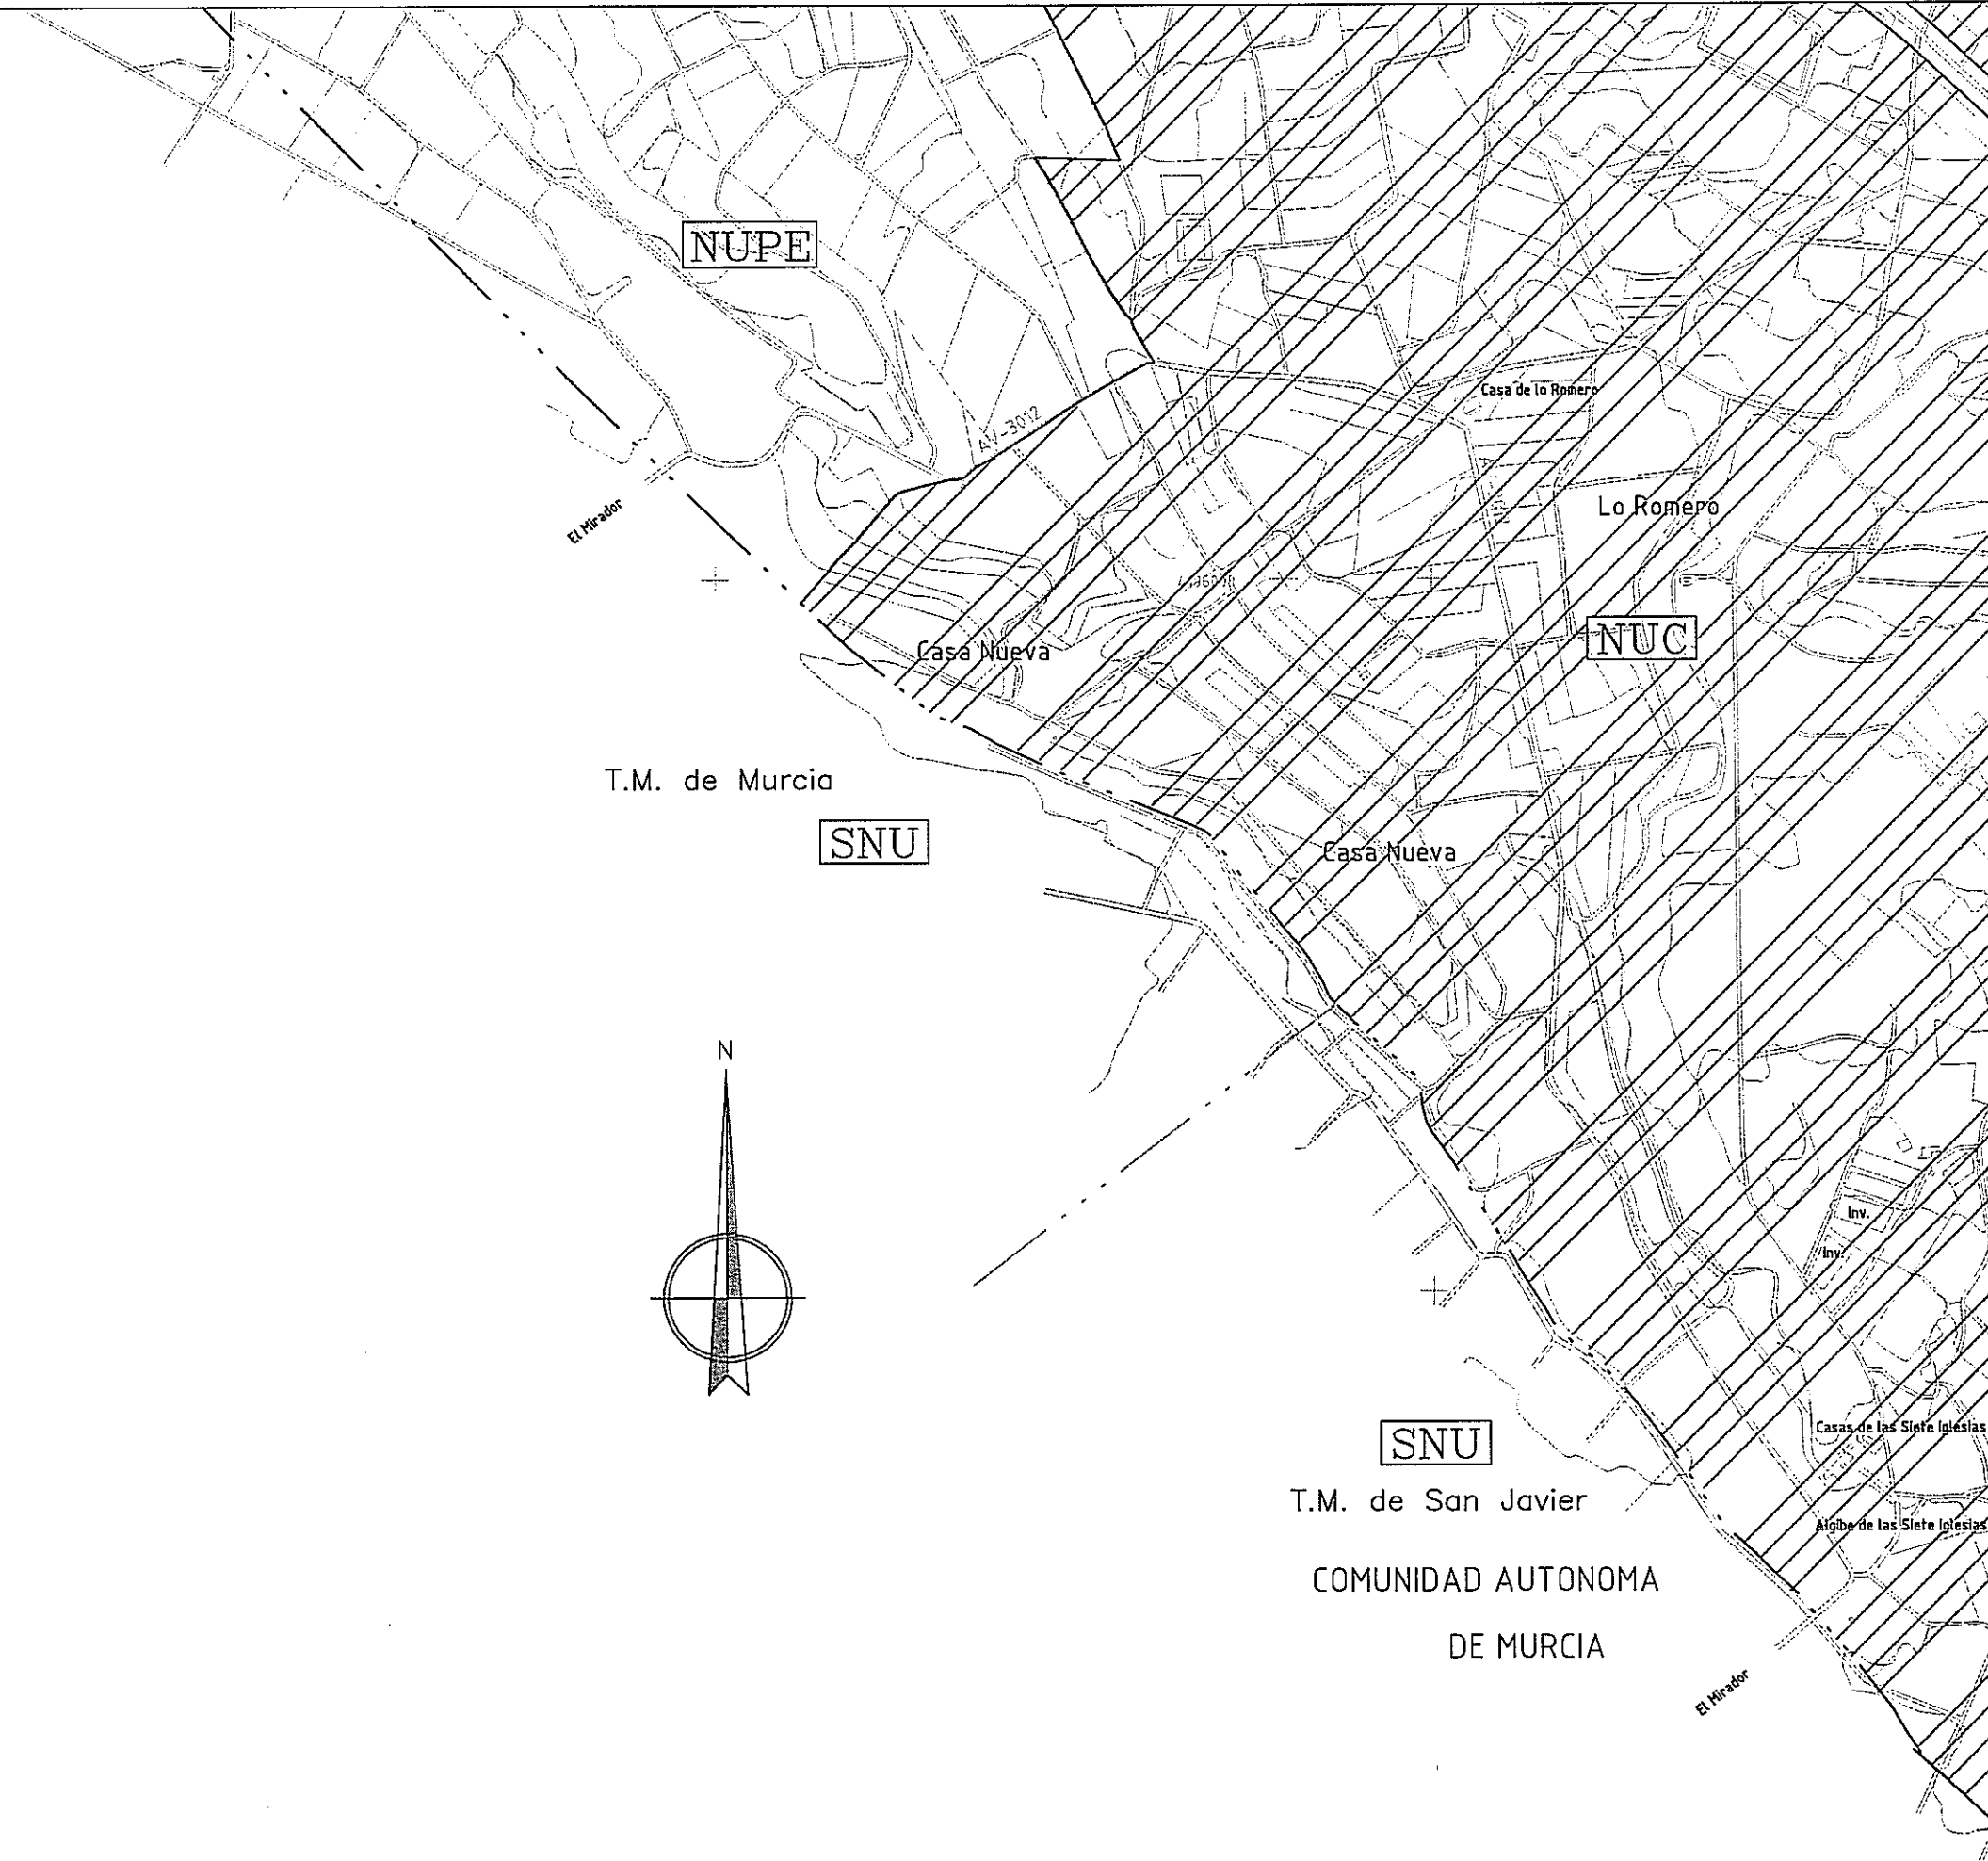 NUPE
Casa de lo Romero
AV-3012
Lo Romero
El Mirador
NUC
Casa Nueva
T.M. de Murcia
SNU
Casa Nueva
N
Inv.
Inv.
Casas de las Siete Iglesias
SNU
T.M. de San Javier
Algibe de las Siete Iglesias
COMUNIDAD AUTONOMA
DE MURCIA
El Mirador